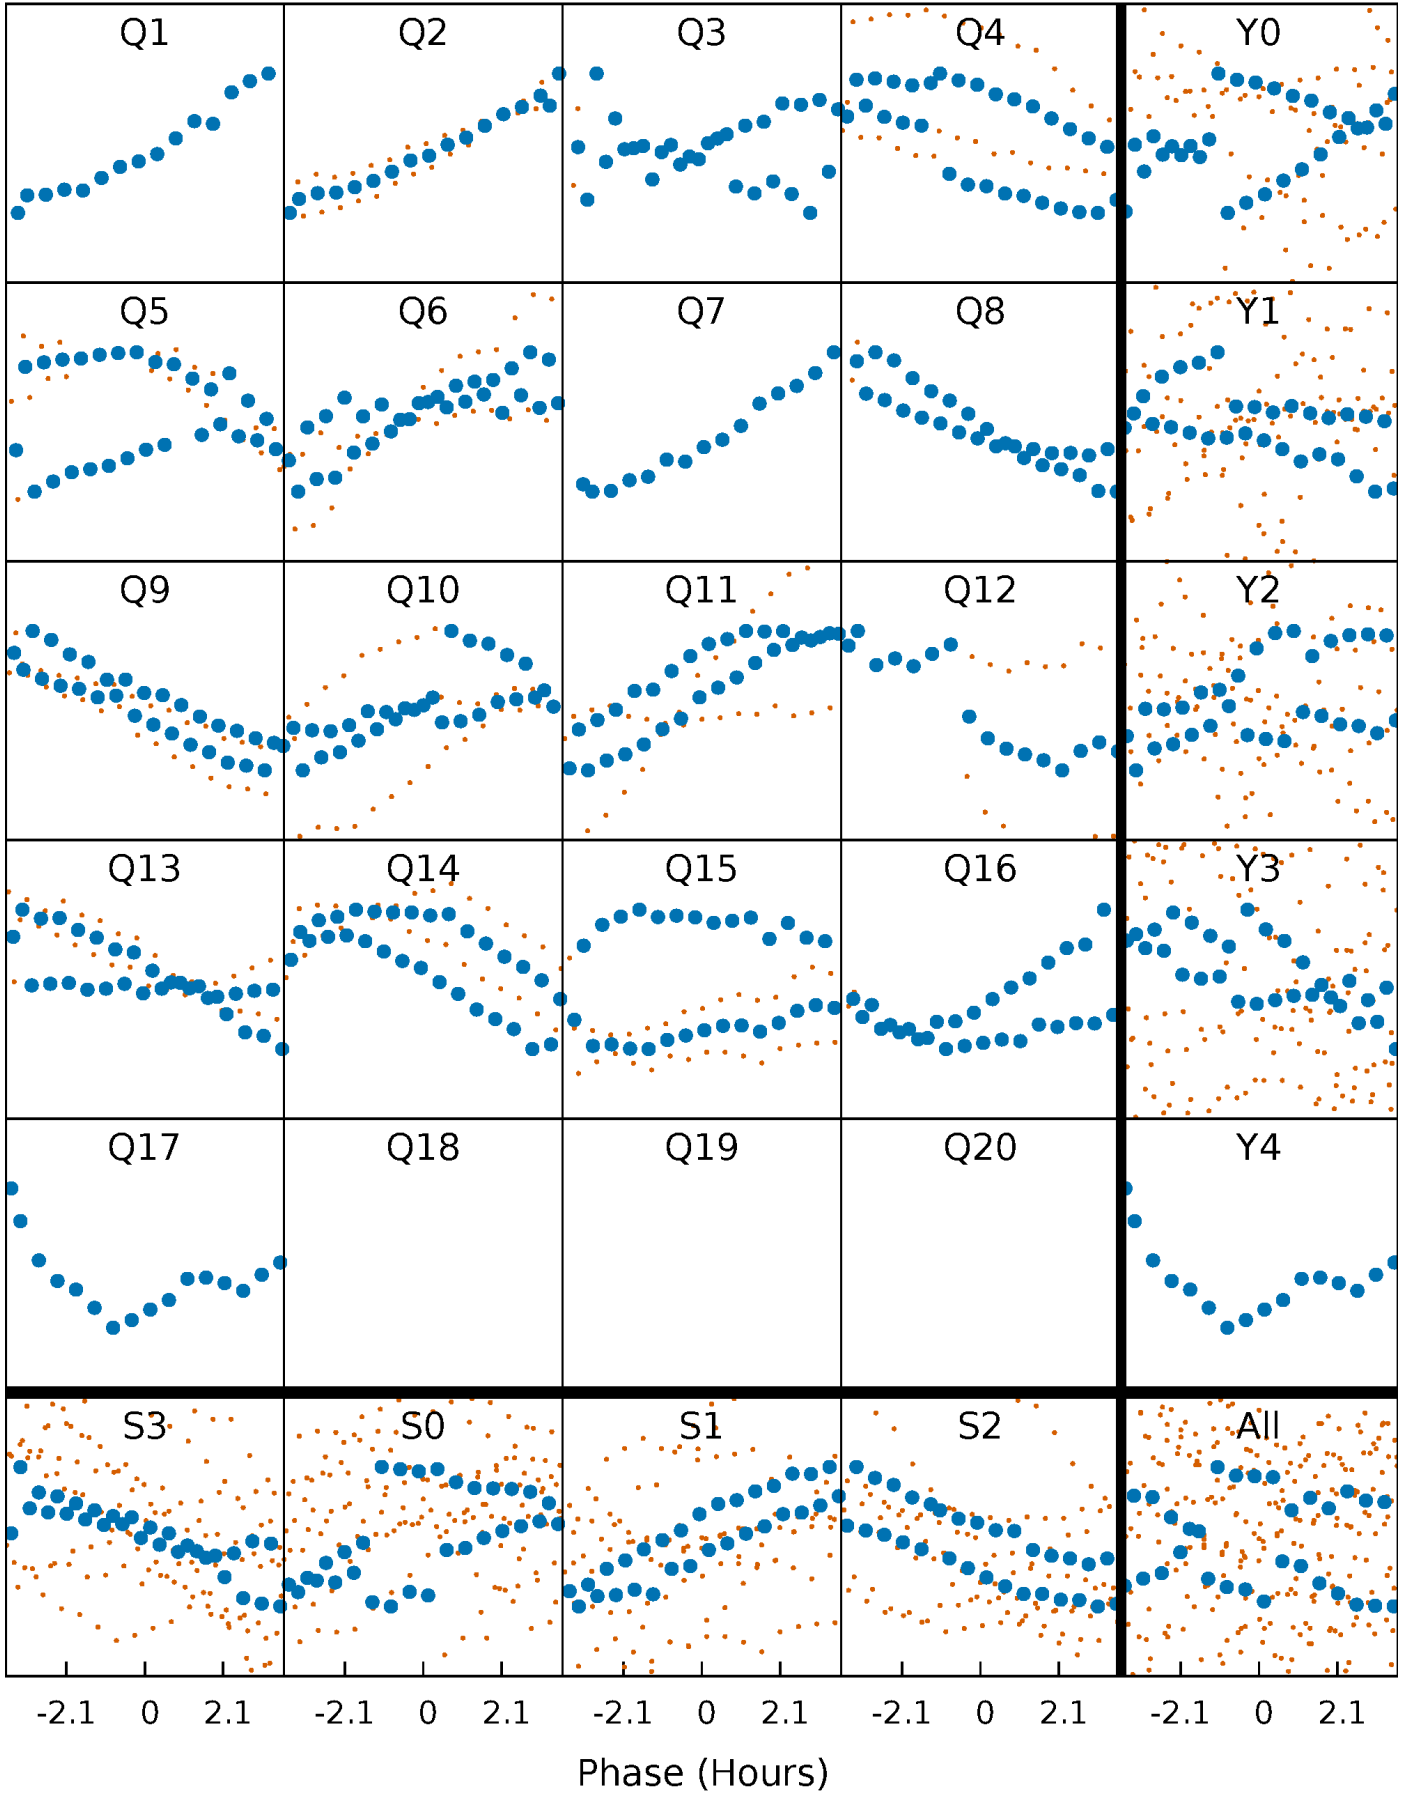 Q1 Q2 Q3 Q4 Y0
Q5 Q6 Q7 Q8 Y1
Q9 Q10 Q11 Q12 Y2
Q13 Q14 Q15 Q16 Y3
Q17 Q18 Q19 Q20 Y4
S3 S0 S1 S2 All
-2.1 0 2.1 -2.1 0 2.1 -2.1 0 2.1 -2.1 0 2.1 -2.1 0 2.1
Phase (Hours)